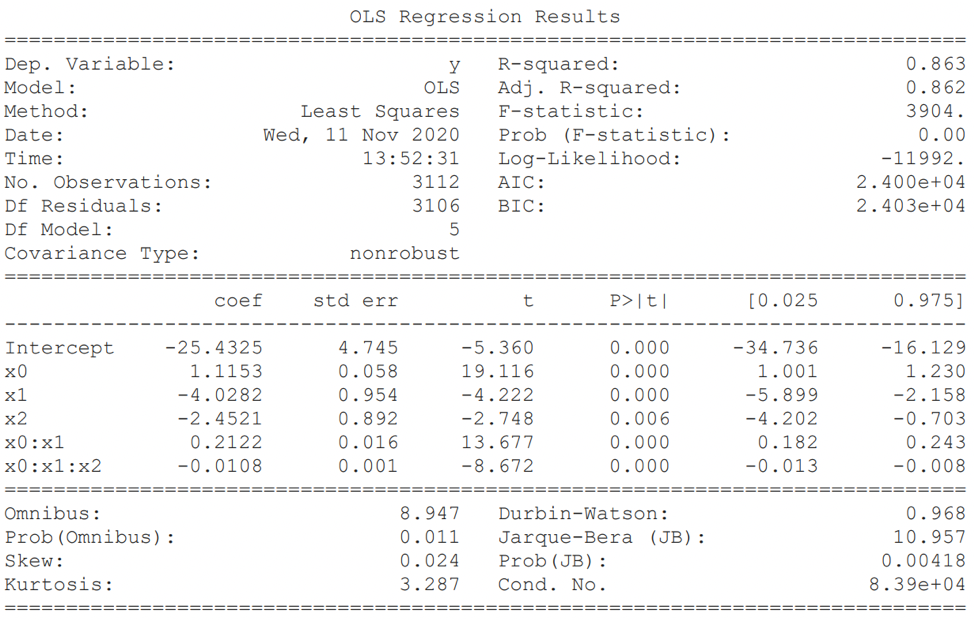 OLS Regression Results
==============================================================================
Dep. Variable:                      y   R-squared:                       0.863
Model:                            OLS   Adj. R-squared:                  0.862
Method:                 Least Squares   F-statistic:                     3904.
Date:                Wed, 11 Nov 2020   Prob (F-statistic):               0.00
Time:                        13:52:31   Log-Likelihood:                -11992.
No. Observations:                3112   AIC:                         2.400e+04
Df Residuals:                    3106   BIC:                         2.403e+04
Df Model:                           5
Covariance Type:            nonrobust
==============================================================================
                 coef    std err          t      P>|t|      [0.025      0.975]
------------------------------------------------------------------------------
Intercept    -25.4325      4.745     -5.360      0.000     -34.736     -16.129
x0             1.1153      0.058     19.116      0.000       1.001       1.230
x1            -4.0282      0.954     -4.222      0.000      -5.899      -2.158
x2            -2.4521      0.892     -2.748      0.006      -4.202      -0.703
x0:x1          0.2122      0.016     13.677      0.000       0.182       0.243
x0:x1:x2      -0.0108      0.001     -8.672      0.000      -0.013      -0.008
==============================================================================
Omnibus:                        8.947   Durbin-Watson:                   0.968
Prob(Omnibus):                  0.011   Jarque-Bera (JB):               10.957
Skew:                           0.024   Prob(JB):                      0.00418
Kurtosis:                       3.287   Cond. No.                     8.39e+04
==============================================================================